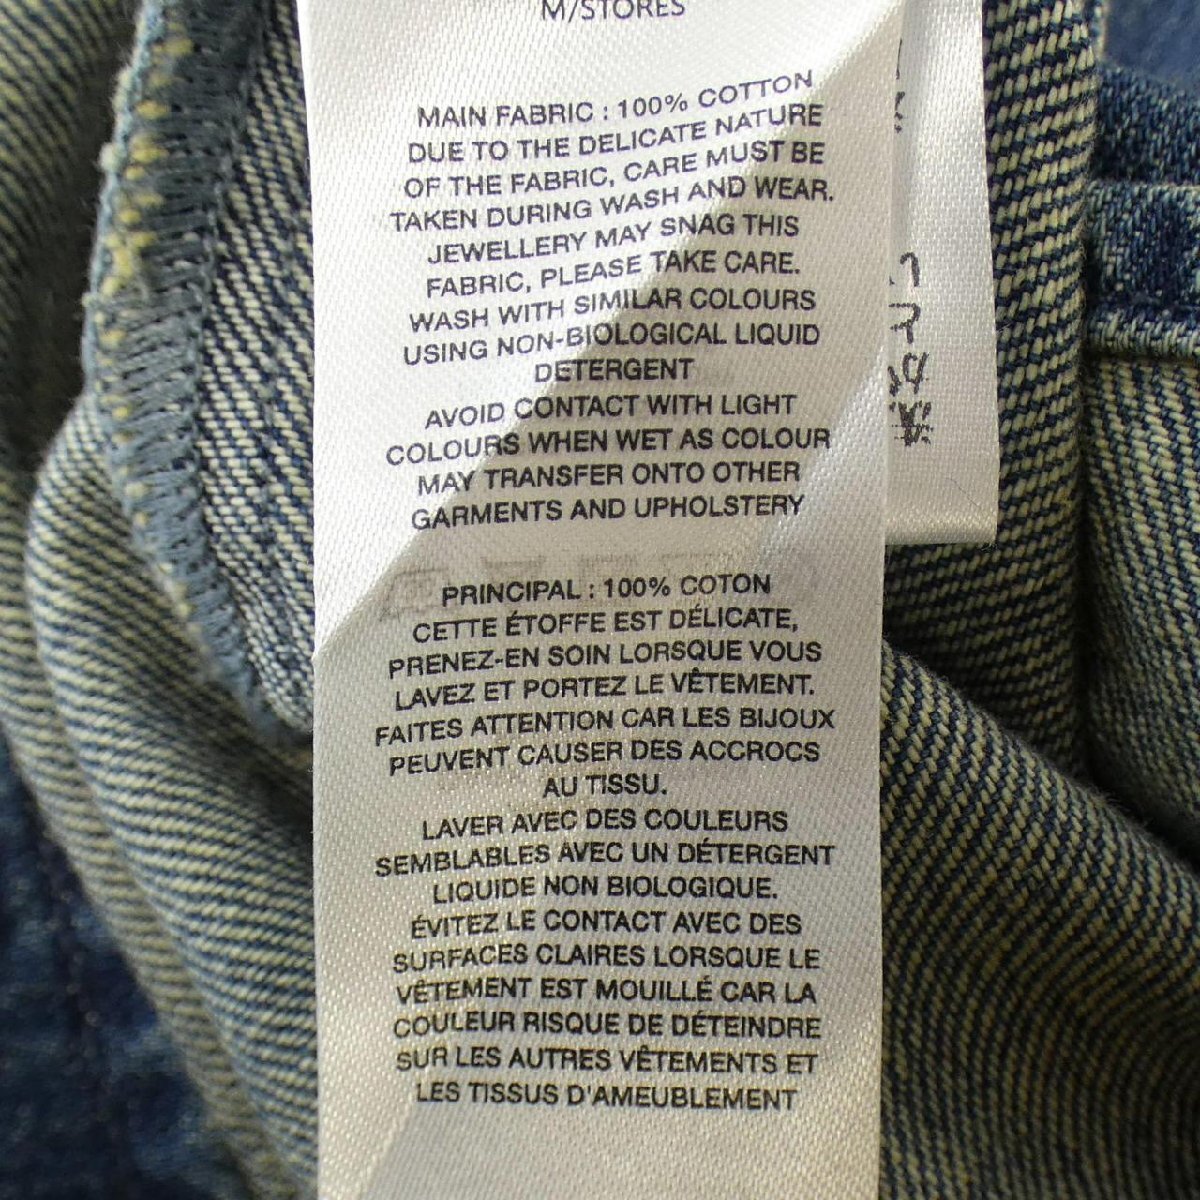 M/STORES
MAIN FABRIC : 100% COTTON
DUE TO THE DELICATE NATURE
OF THE FABRIC, CARE MUST BE
TAKEN DURING WASH AND WEAR.
JEWELLERY MAY SNAG THIS
FABRIC, PLEASE TAKE CARE.
WASH WITH SIMILAR COLOURS
USING NON-BIOLOGICAL LIQUID
DETERGENT
AVOID CONTACT WITH LIGHT
COLOURS WHEN WET AS COLOUR
MAY TRANSFER ONTO OTHER
GARMENTS AND UPHOLSTERY
PRINCIPAL : 100% COTON
CETTE ÉTOFFE EST DÉLICATE,
PRENEZ-EN SOIN LORSQUE VOUS
LAVEZ ET PORTEZ LE VÊTEMENT.
FAITES ATTENTION CAR LES BIJOUX
PEUVENT CAUSER DES ACCROCS
AU TISSU.
LAVER AVEC DES COULEURS
SEMBLABLES AVEC UN DÉTERGENT
LIQUIDE NON BIOLOGIQUE.
ÉVITEZ LE CONTACT AVEC DES
SURFACES CLAIRES LORSQUE LE
VÊTEMENT EST MOUILLÉ CAR LA
COULEUR RISQUE DE DÉTEINDRE
SUR LES AUTRES VÊTEMENTS ET
LES TISSUS D'AMEUBLEMENT